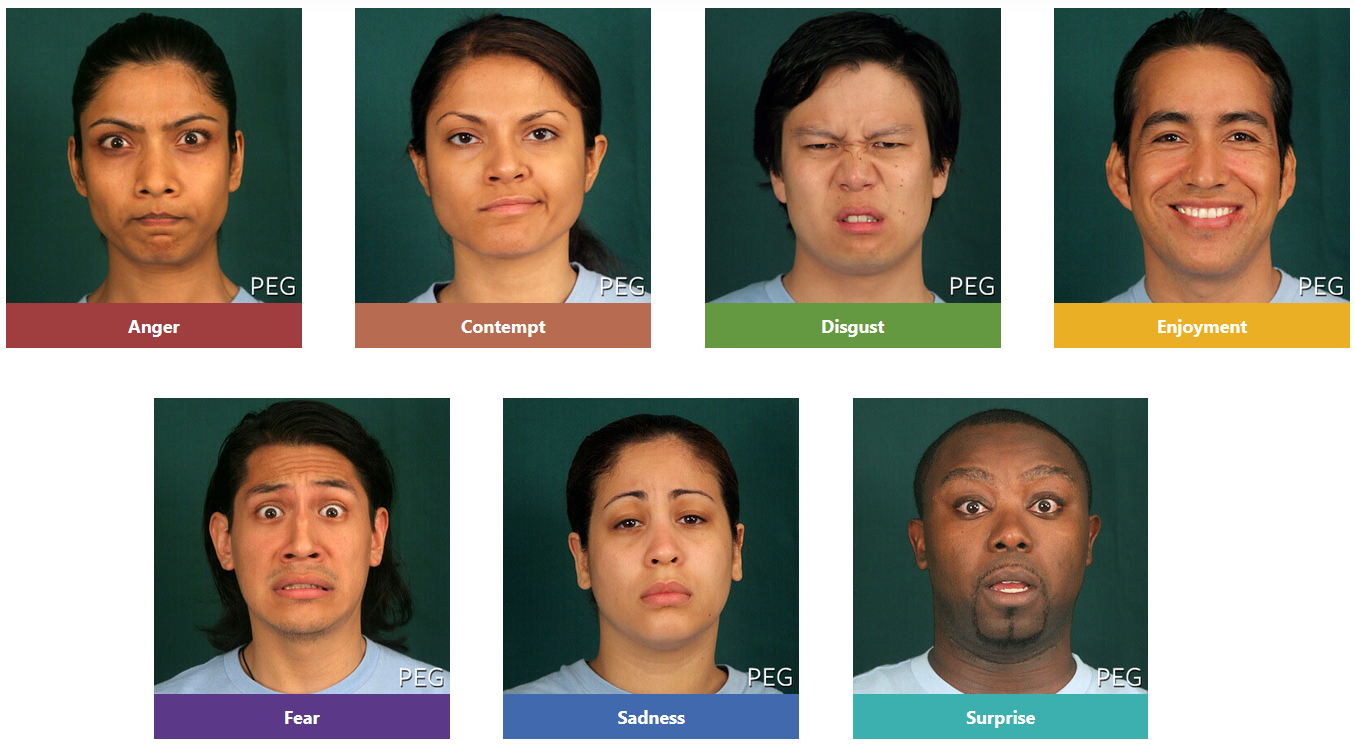 PEG
PEG
PEG
PEG
Anger
Contempt
Disgust
Enjoyment
PEG
PEG
PEG
Fear
Sadness
Surprise